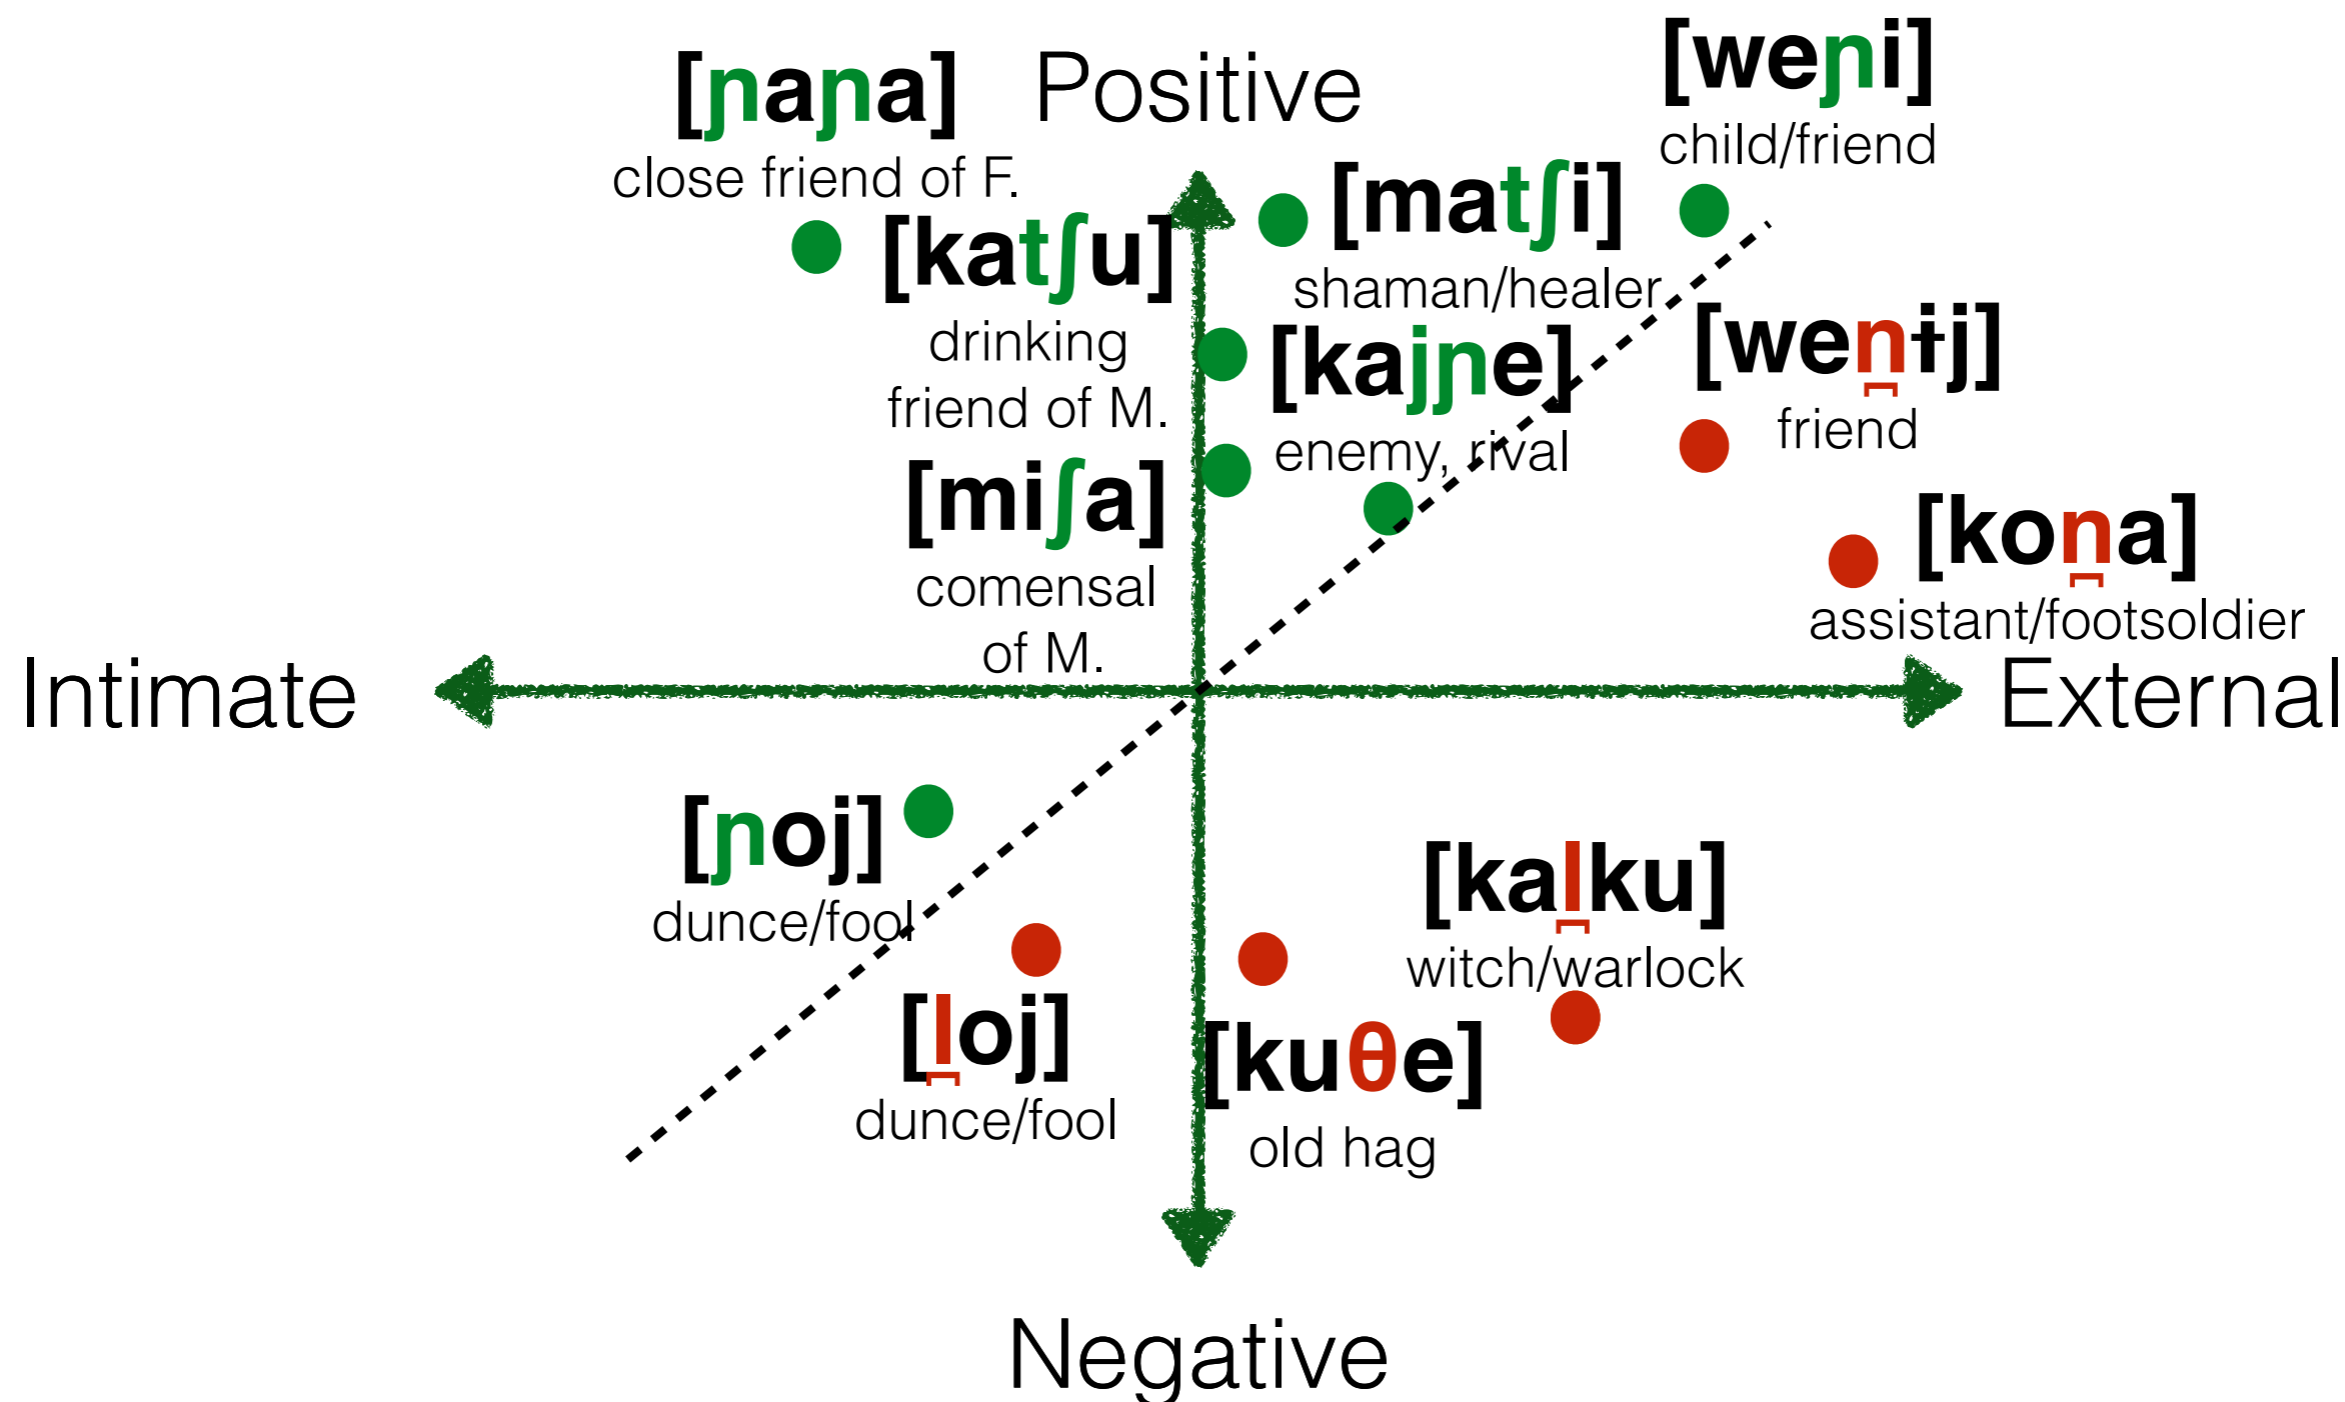 Positive
[ɲaɲa]
close friend of F.
[weɲi]
child/friend
[matʃi]
shaman/healer
[katʃu]
drinking
friend of M.
[kajɲe]
enemy, rival
[wen̪ɨj]
friend
[miʃa]
comensal
of M.
[kon̪a]
assistant/footsoldier
Intimate
External
[ɲoj]
dunce/fool
[kal̪ku]
witch/warlock
[l̪oj]
dunce/fool
[kuθe]
old hag
Negative